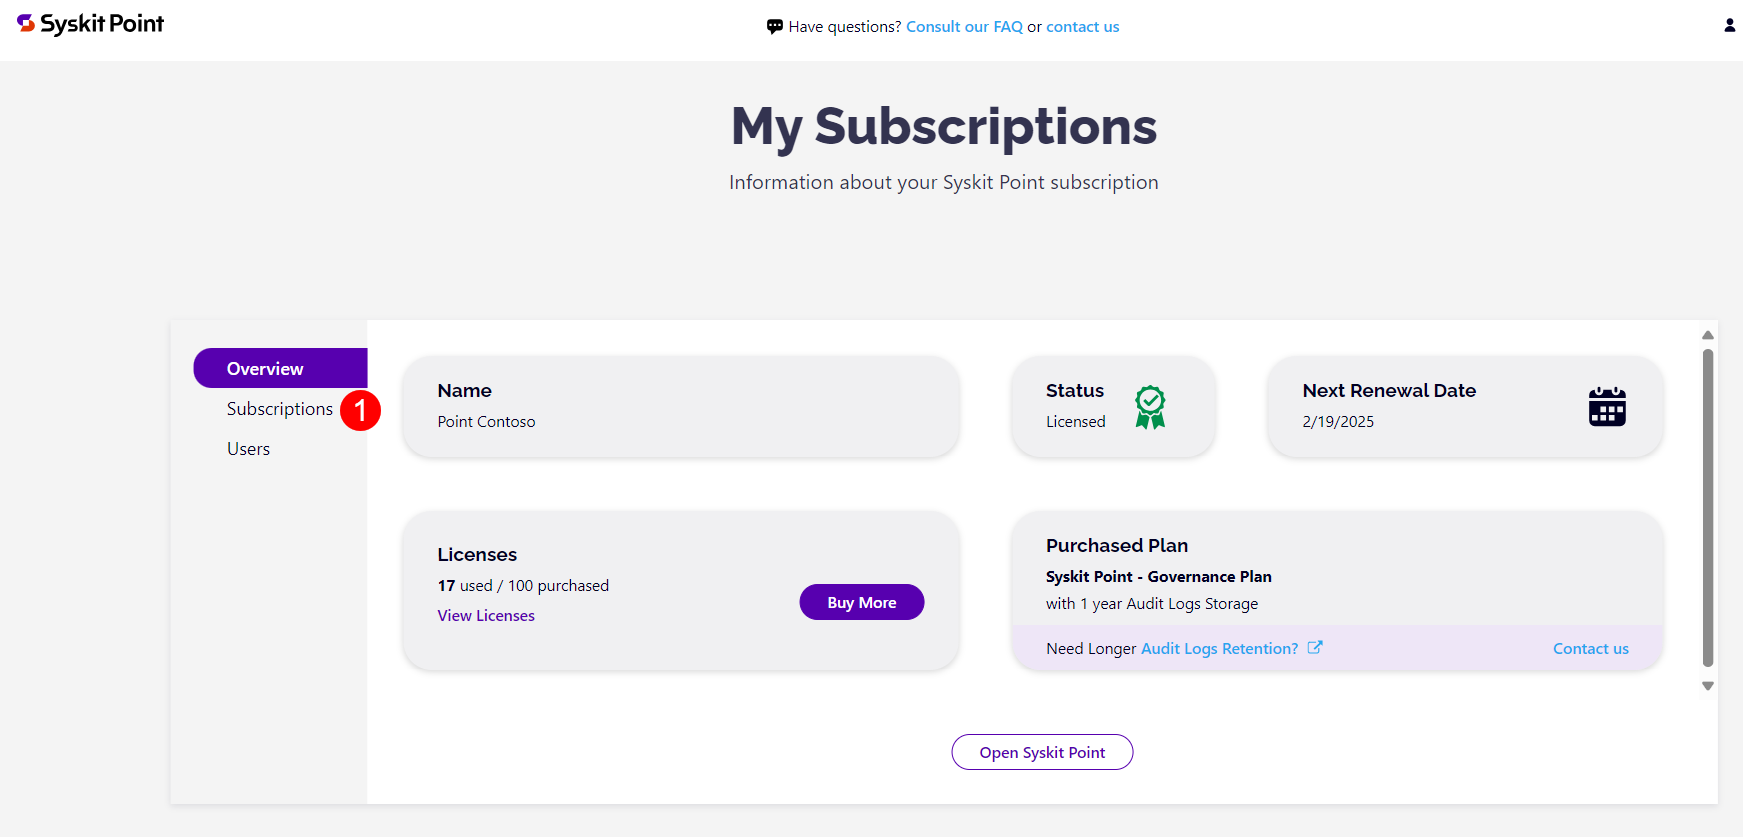 Syskit Point
Have questions? Consult our FAQ or contact us
My Subscriptions
Information about your Syskit Point subscription
Overview
Subscriptions
1
Users
Name
Point Contoso
Status
Licensed
Next Renewal Date
2/19/2025
Licenses
17 used / 100 purchased
View Licenses
Buy More
Purchased Plan
Syskit Point - Governance Plan
with 1 year Audit Logs Storage
Need Longer Audit Logs Retention?
Contact us
Open Syskit Point